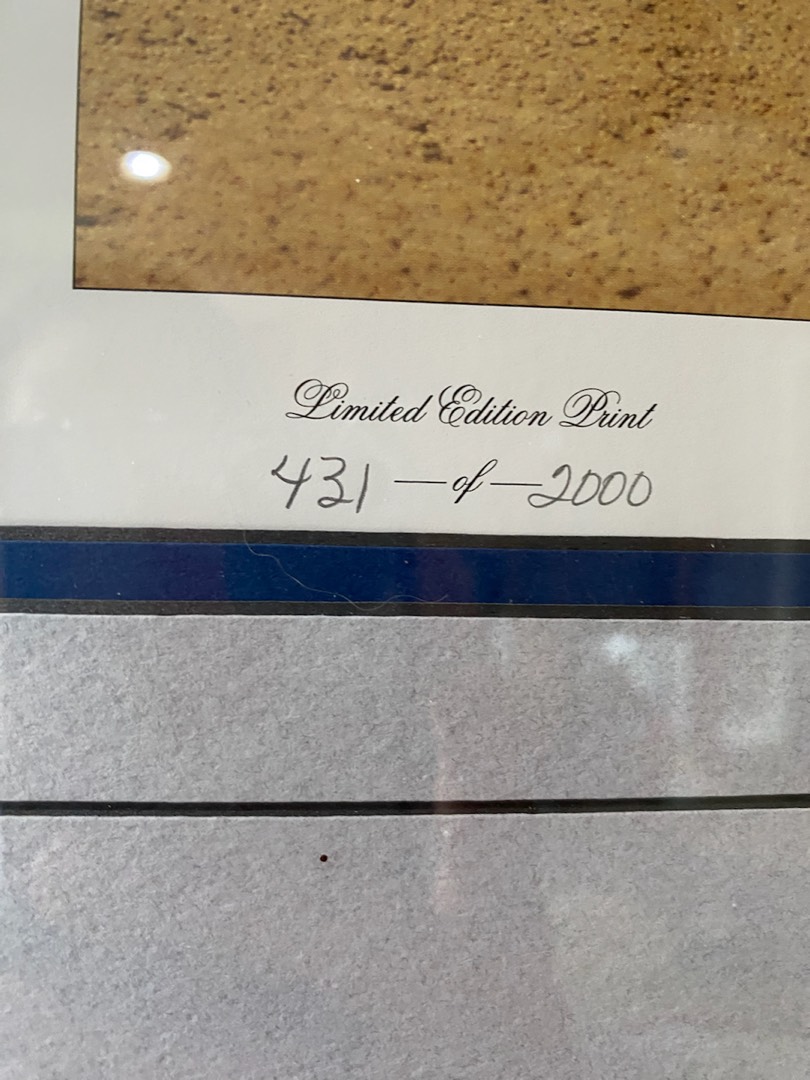 Limited Edition Print
431 — of — 2000